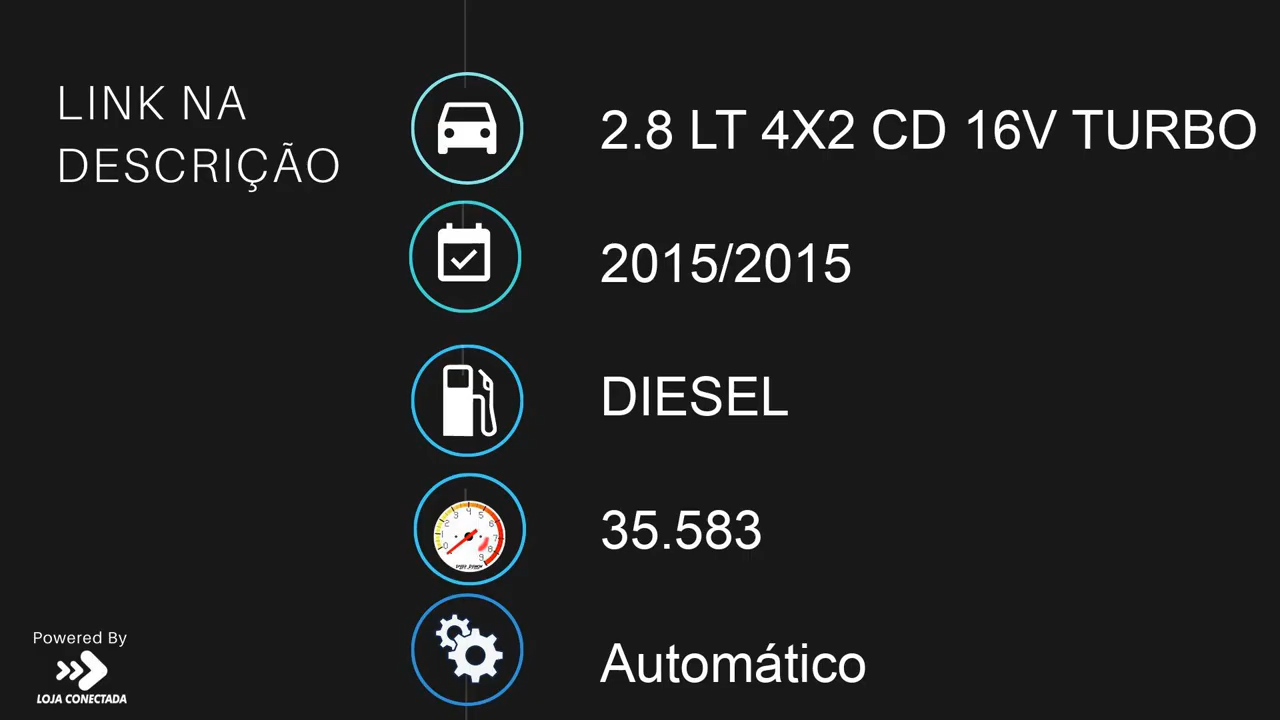 LINK NA
DESCRIÇÃO
2.8 LT 4X2 CD 16V TURBO
2015/2015
DIESEL
35.583
Automático
Powered By
LOJA CONECTADA